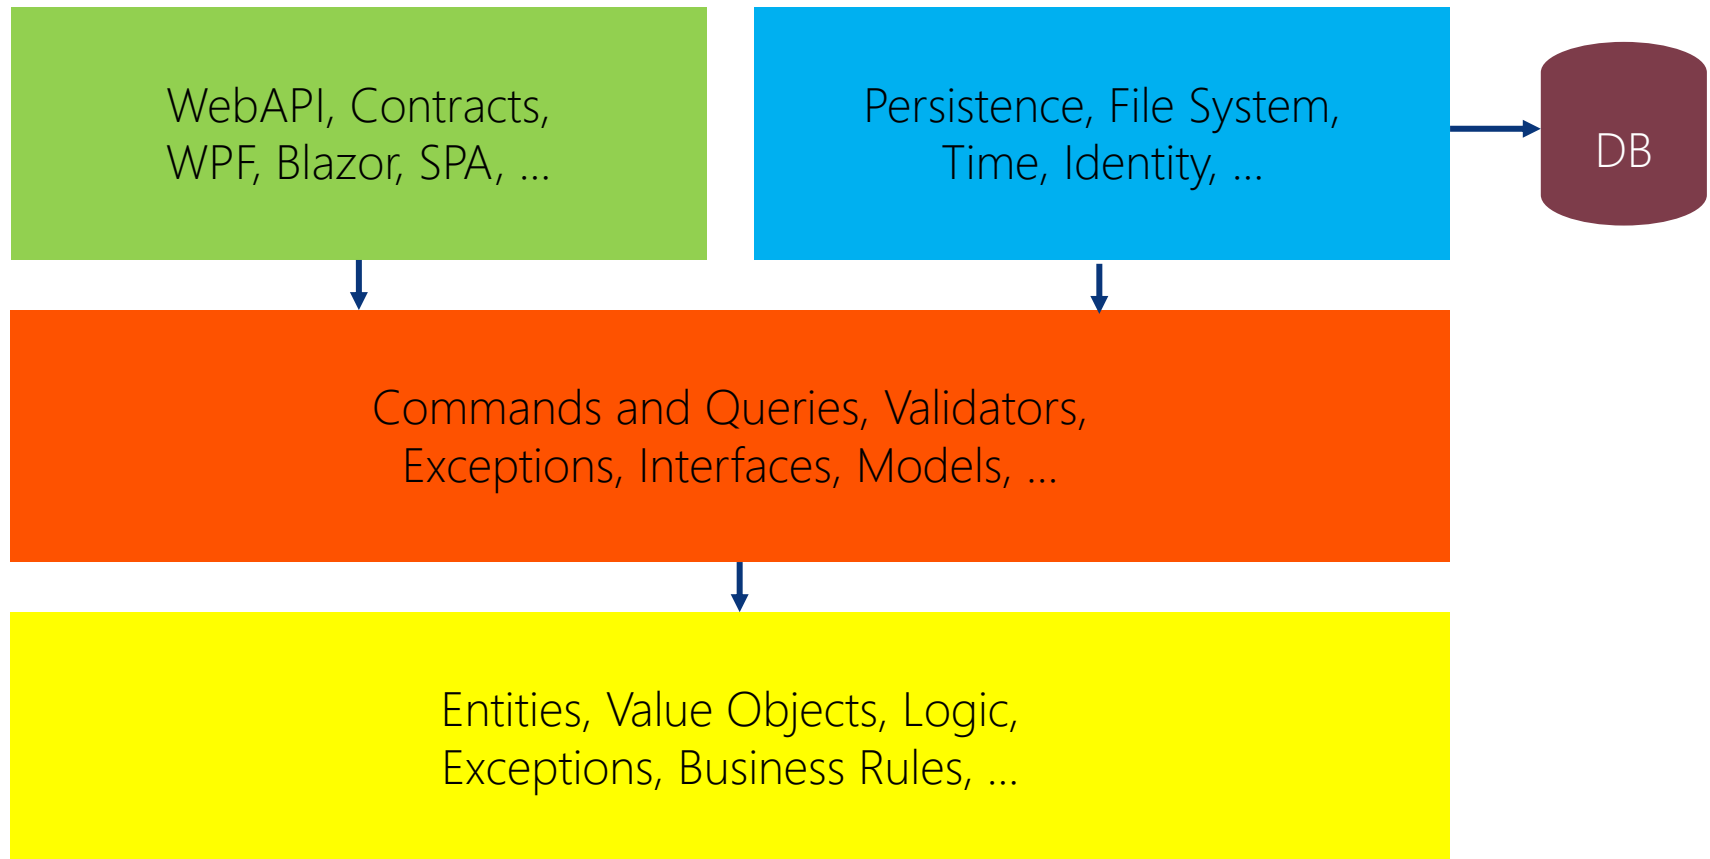 WebAPI, Contracts,
WPF, Blazor, SPA, ...
Persistence, File System,
Time, Identity, ...
DB
Commands and Queries, Validators,
Exceptions, Interfaces, Models, ...
Entities, Value Objects, Logic,
Exceptions, Business Rules, ...